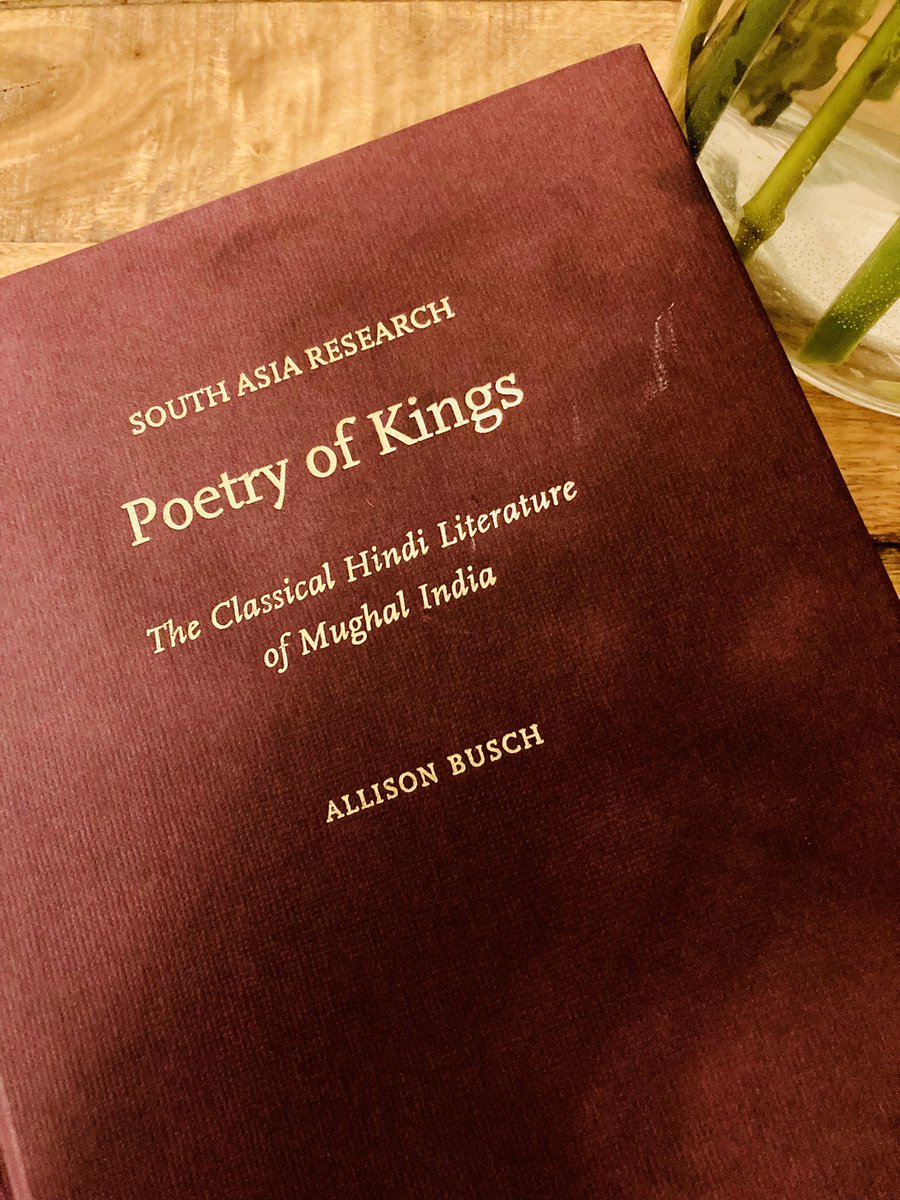 SOUTH ASIA RESEARCH
Poetry of Kings
The Classical Hindi Literature
of Mughal India
ALLISON BUSCH